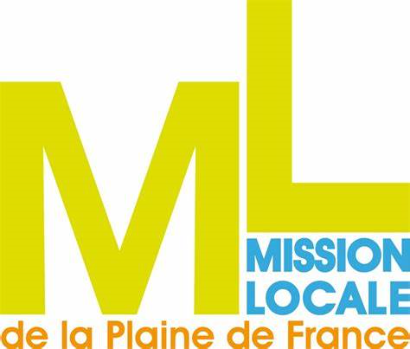 ML
MISSION
LOCALE
de la Plaine de France